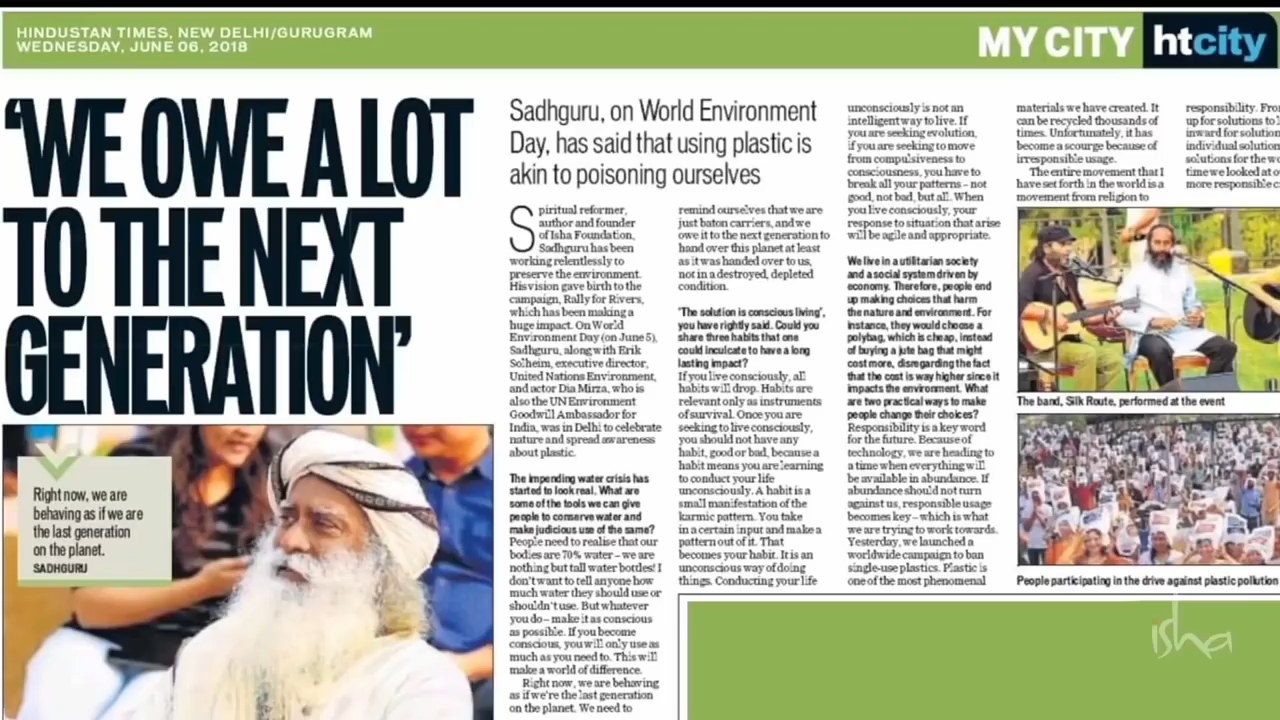 HINDUSTAN TIMES, NEW DELHI/GURUGRAM
WEDNESDAY, JUNE 06, 2018
MY CITY
htcity
‘WE OWE A LOT
TO THE NEXT
GENERATION’
Right now, we are
behaving as if we are
the last generation
on the planet.
SADHGURU
Sadhguru, on World Environment
Day, has said that using plastic is
akin to poisoning ourselves
Spiritual reformer,
author and founder
of Isha Foundation,
Sadhguru has been
working relentlessly to
preserve the environment.
His vision gave birth to the
campaign, Rally for Rivers,
which has been making a
huge impact. On World
Environment Day (on June 5),
Sadhguru, along with Erik
Solheim, executive director,
United Nations Environment,
and actor Dia Mirza, who is
also the UN Environment
Goodwill Ambassador for
India, was in Delhi to celebrate
nature and spread awareness
about plastic.
The impending water crisis has
started to look real. What are
some of the tools we can give
people to conserve water and
make judicious use of the same?
People need to realise that our
bodies are 70% water – we are
nothing but tall water bottles! I
don't want to tell anyone how
much water they should use or
shouldn't use. But whatever
you do – make it as conscious
as possible. If you become
conscious, you will only use as
much as you need to. This will
make a world of difference.
Right now, we are behaving
as if we're the last generation
on the planet. We need to
remind ourselves that we are
just baton carriers, and we
owe it to the next generation to
hand over this planet at least
as it was handed over to us,
not in a destroyed, depleted
condition.
'The solution is conscious living',
you have rightly said. Could you
share three habits that one
could inculcate to have a long
lasting impact?
If you live consciously, all
habits will drop. Habits are
relevant only as instruments
of survival. Once you are
seeking to live consciously,
you should not have any
habit, good or bad, because a
habit means you are learning
to conduct your life
unconsciously. A habit is a
small manifestation of the
karmic pattern. You take
in a certain input and make a
pattern out of it. That
becomes your habit. It is an
unconscious way of doing
things. Conducting your life
unconsciously is not an
intelligent way to live. If
you are seeking evolution,
if you are seeking to move
from compulsiveness to
consciousness, you have to
break all your patterns – not
good, not bad, but all. When
you live consciously, your
response to situation that arise
will be agile and appropriate.
We live in a utilitarian society
and a social system driven by
economy. Therefore, people end
up making choices that harm
the nature and environment. For
instance, they would choose a
polybag, which is cheap, instead
of buying a jute bag that might
cost more, disregarding the fact
that the cost is way higher since it
impacts the environment. What
are two practical ways to make
people change their choices?
Responsibility is a key word
for the future. Because of
technology, we are heading to
a time when everything will
be available in abundance. If
abundance should not turn
against us, responsible usage
becomes key – which is what
we are trying to work towards.
Yesterday, we launched a
worldwide campaign to ban
single-use plastics. Plastic is
one of the most phenomenal
materials we have created. It
can be recycled thousands of
times. Unfortunately, it has
become a scourge because of
irresponsible usage.
The entire movement that I
have set forth in the world is a
movement from religion to
responsibility. Fro
up for solutions to l
inward for solution
individual solution
solutions for the wo
time we looked at o
more responsible c
The band, Silk Route, performed at the event
People participating in the drive against plastic pollution
isha